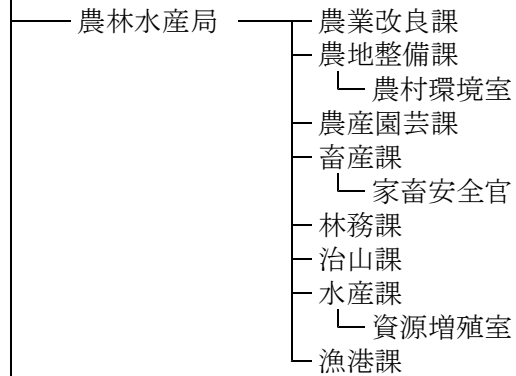 農林水産局
農業改良課
農地整備課
農村環境室
農産園芸課
畜産課
家畜安全官
林務課
治山課
水産課
資源増殖室
漁港課